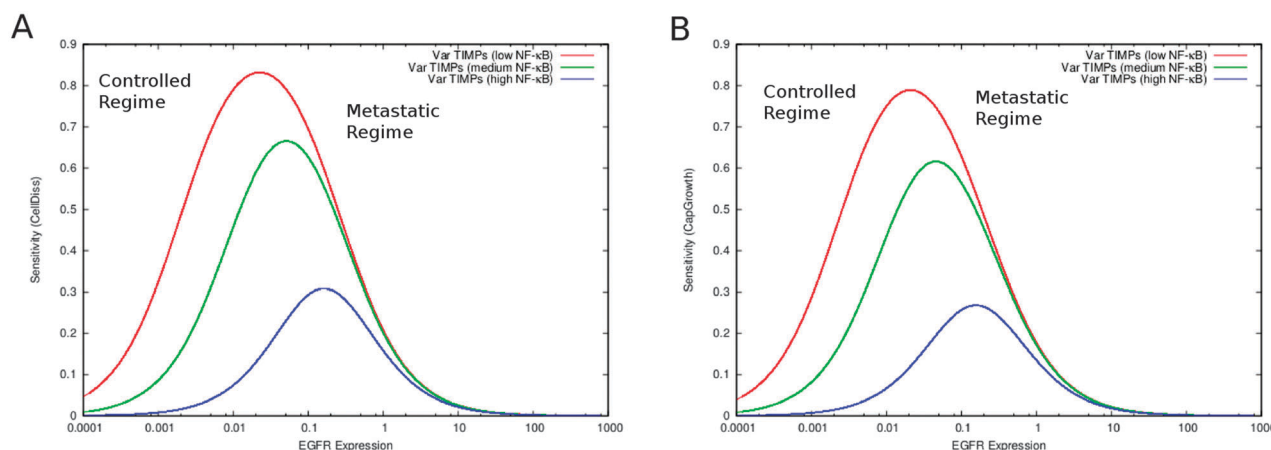 A
Var TIMPs (low NF-κB)
Var TIMPs (medium NF-κB)
Var TIMPs (high NF-κB)
Controlled
Regime
Metastatic
Regime
0.9
0.8
0.7
0.6
0.5
0.4
0.3
0.2
0.1
0
Sensitivity (CellDiss)
0.0001 0.001 0.01 0.1 1 10 100 1000
EGFR Expression
B
Var TIMPs (low NF-κB)
Var TIMPs (medium NF-κB)
Var TIMPs (high NF-κB)
Controlled
Regime
Metastatic
Regime
0.9
0.8
0.7
0.6
0.5
0.4
0.3
0.2
0.1
0
Sensitivity (CapGrowth)
0.0001 0.001 0.01 0.1 1 10 100 1000
EGFR Expression